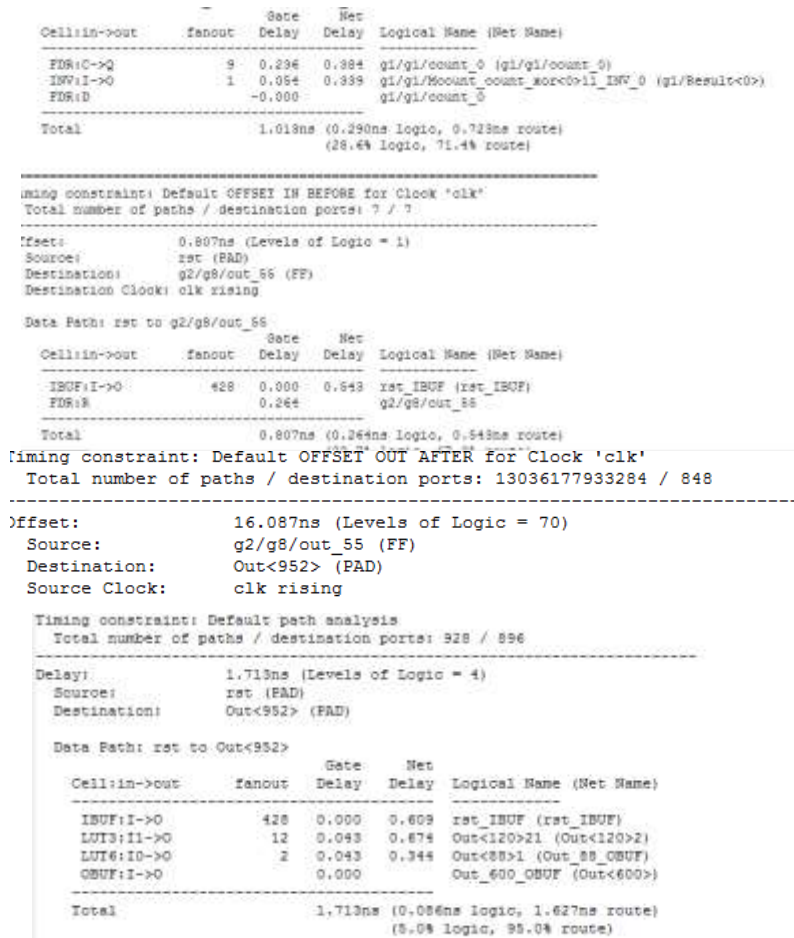 Gate Net
Cell:in->out fanout Delay Delay Logical Name (Net Name)
FDR:C->Q 9 0.236 0.384 g1/g1/count_0 (g1/g1/count_0)
INV:I->O 1 0.054 0.339 g1/g1/Mcount_count_xor<0>11_INV_0 (g1/Result<0>)
FDR:D -0.000 g1/g1/count_0
Total 1.013ns (0.290ns logic, 0.723ns route)
(28.6% logic, 71.4% route)
iming constraint: Default OFFSET IN BEFORE for Clock 'clk'
Total number of paths / destination ports: 7 / 7
ffset: 0.807ns (Levels of Logic = 1)
Source: rst (PAD)
Destination: g2/g8/out_55 (FF)
Destination Clock: clk rising
Data Path: rst to g2/g8/out_55
Gate Net
Cell:in->out fanout Delay Delay Logical Name (Net Name)
IBUF:I->O 428 0.000 0.543 rst_IBUF (rst_IBUF)
FDR:R 0.264 g2/g8/out_55
Total 0.807ns (0.264ns logic, 0.543ns route)
Timing constraint: Default OFFSET OUT AFTER for Clock 'clk'
Total number of paths / destination ports: 13036177933284 / 848
Offset: 16.087ns (Levels of Logic = 70)
Source: g2/g8/out_55 (FF)
Destination: Out<952> (PAD)
Source Clock: clk rising
Timing constraint: Default path analysis
Total number of paths / destination ports: 928 / 896
Delay: 1.713ns (Levels of Logic = 4)
Source: rst (PAD)
Destination: Out<952> (PAD)
Data Path: rst to Out<952>
Gate Net
Cell:in->out fanout Delay Delay Logical Name (Net Name)
IBUF:I->O 428 0.000 0.609 rst_IBUF (rst_IBUF)
LUT3:I1->O 12 0.043 0.674 Out<120>21 (Out<120>2)
LUT6:I0->O 2 0.043 0.344 Out<88>1 (Out_88_OBUF)
OBUF:I->O 0.000 Out_600_OBUF (Out<600>)
Total 1.713ns (0.086ns logic, 1.627ns route)
(5.0% logic, 95.0% route)